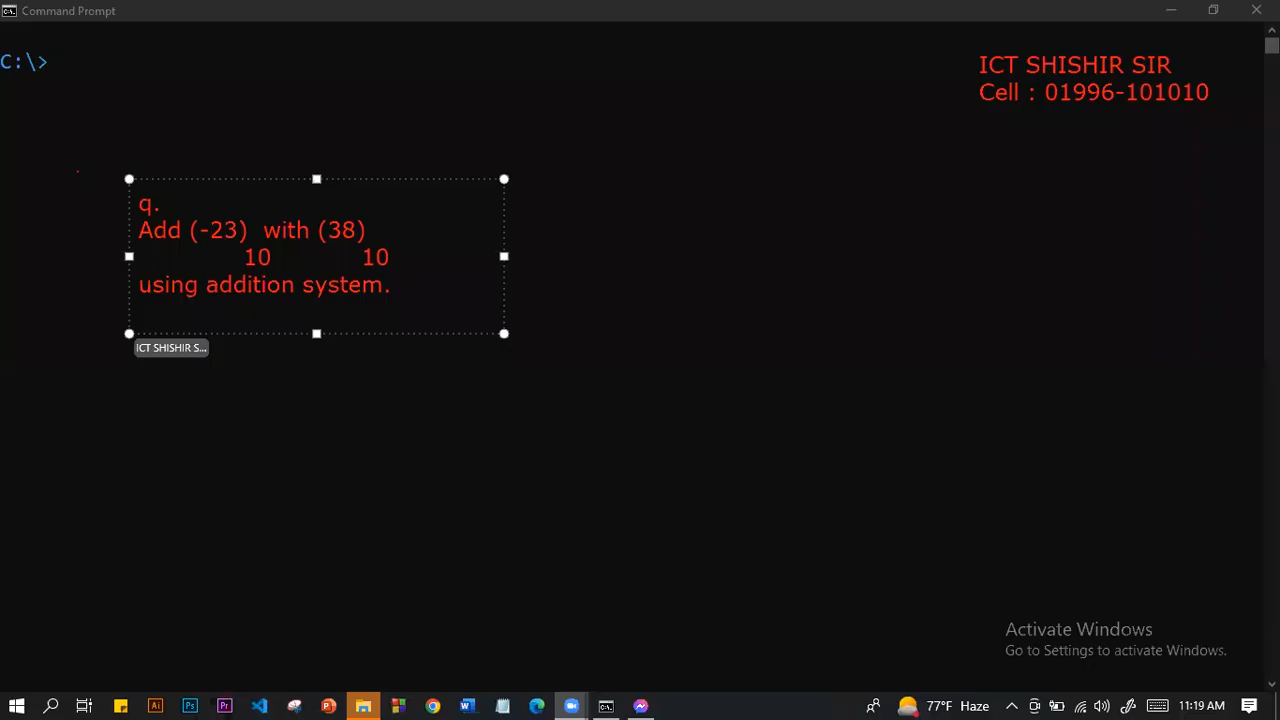 Command Prompt
C:\>
ICT SHISHIR SIR
Cell : 01996-101010
q.
Add (-23)  with (38)
10 10
using addition system.
ICT SHISHIR S...
Activate Windows
Go to Settings to activate Windows.
77°F Haze
11:19 AM